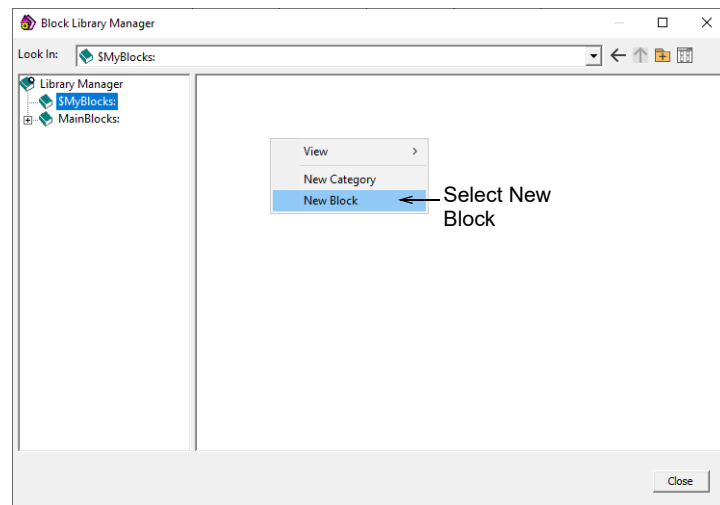 Block Library Manager
Look In: $MyBlocks:
Library Manager
$MyBlocks:
MainBlocks:
View
New Category
New Block
Select New
Block
Close